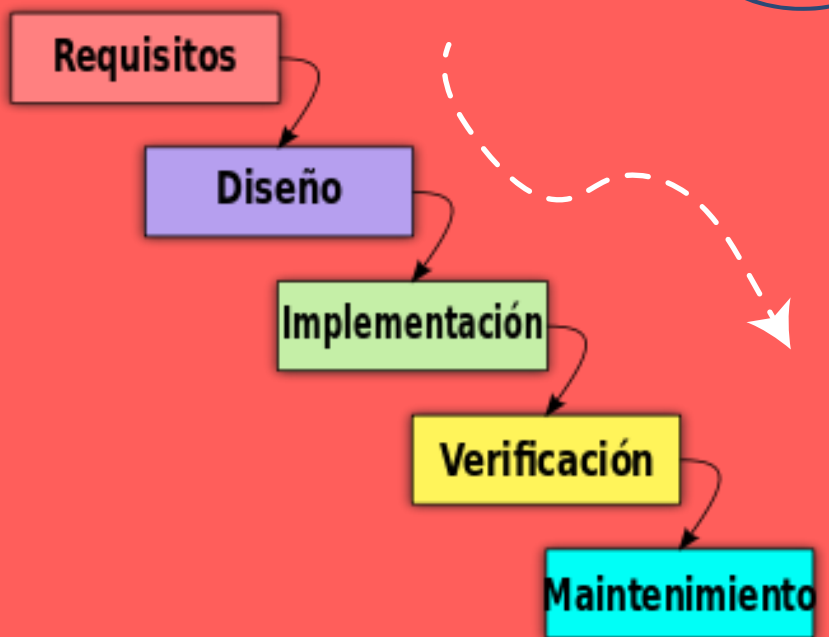 Requisitos
Diseño
Implementación
Verificación
Maintenimiento